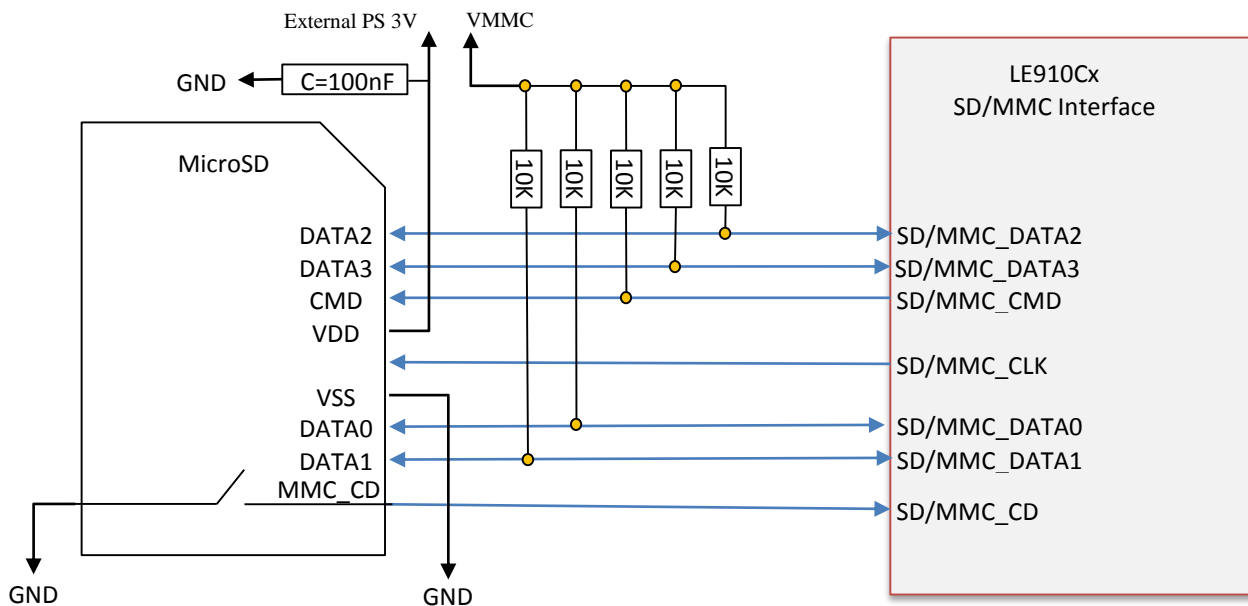 External PS 3V
VMMC
GND
C=100nF
LE910Cx
SD/MMC Interface
MicroSD
10K
10K
10K
10K
10K
DATA2
SD/MMC_DATA2
DATA3
SD/MMC_DATA3
CMD
SD/MMC_CMD
VDD
SD/MMC_CLK
VSS
DATA0
SD/MMC_DATA0
DATA1
SD/MMC_DATA1
MMC_CD
SD/MMC_CD
GND
GND